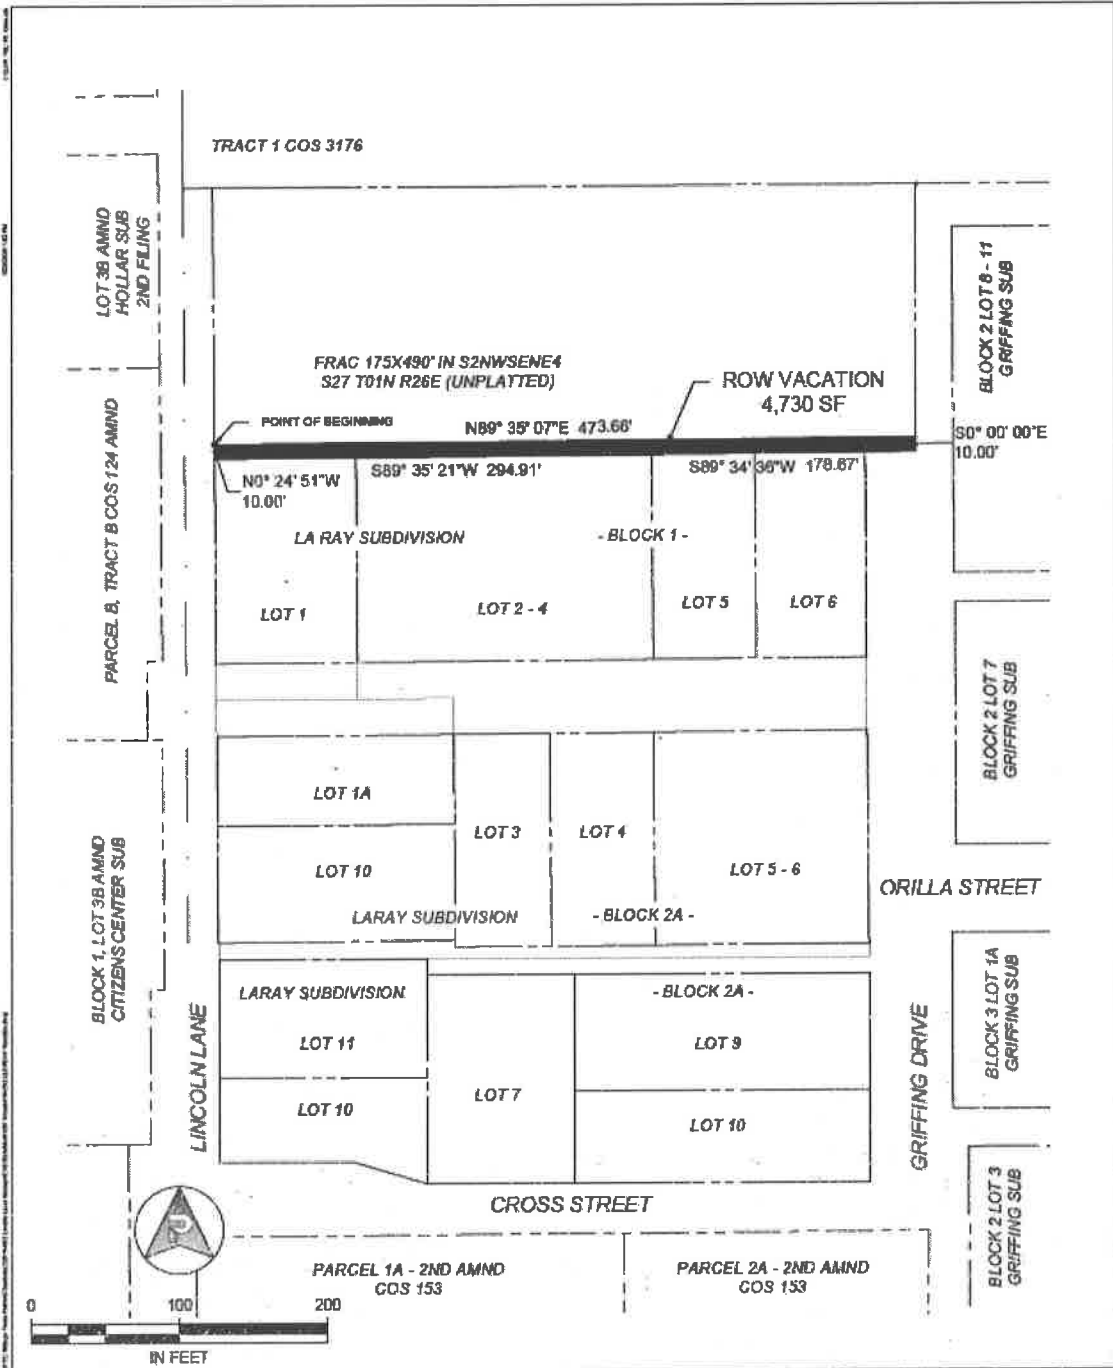 TRACT 1 COS 3176
LOT 3B AMND
HOLLAR SUB
2ND FILING
BLOCK 2 LOT 8 - 11
GRIFFING SUB
FRAC 175X490' IN S2NWSENE4
S27 T01N R26E (UNPLATTED)
ROW VACATION
4,730 SF
POINT OF BEGINNING
N89° 35' 07"E 473.66'
S0° 00' 00"E
10.00'
N0° 24' 51"W
10.00'
S89° 35' 21"W 294.91'
S89° 34' 36"W 178.67'
PARCEL B, TRACT B COS 124 AMND
LA RAY SUBDIVISION
- BLOCK 1 -
LOT 1
LOT 2 - 4
LOT 5
LOT 6
BLOCK 2 LOT 7
GRIFFING SUB
LOT 1A
LOT 3
LOT 4
LOT 10
LOT 5 - 6
ORILLA STREET
LARAY SUBDIVISION
- BLOCK 2A -
BLOCK 1, LOT 3B AMND
CITIZENS CENTER SUB
LARAY SUBDIVISION
- BLOCK 2A -
LOT 11
LOT 9
BLOCK 3 LOT 1A
GRIFFING SUB
LINCOLN LANE
GRIFFING DRIVE
LOT 10
LOT 7
LOT 10
CROSS STREET
BLOCK 2 LOT 3
GRIFFING SUB
PARCEL 1A - 2ND AMND
COS 153
PARCEL 2A - 2ND AMND
COS 153
0 100 200
IN FEET